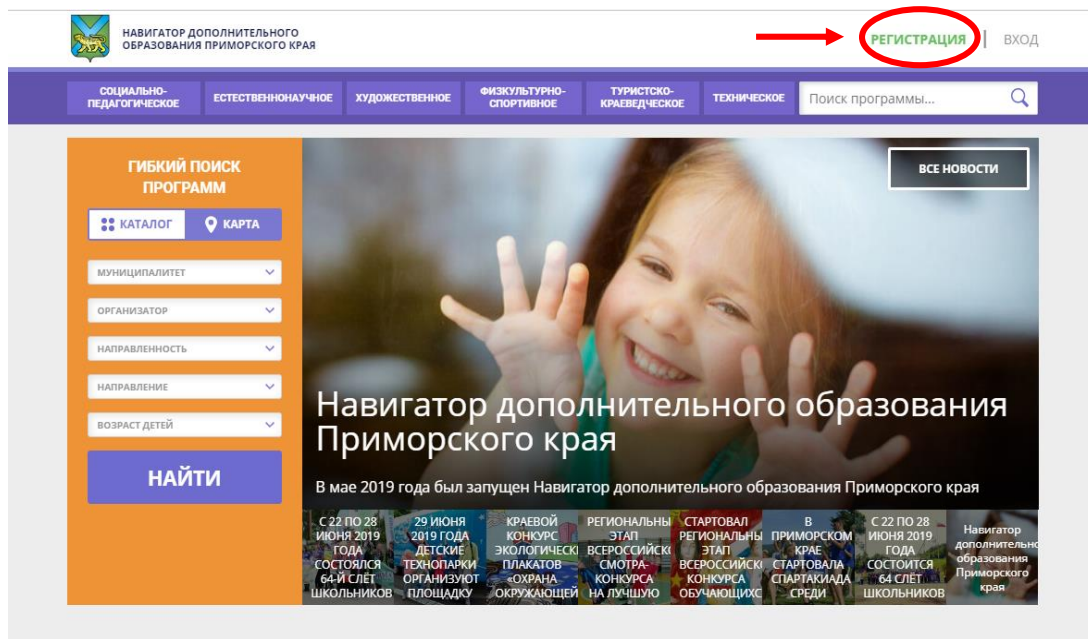 НАВИГАТОР ДОПОЛНИТЕЛЬНОГО
ОБРАЗОВАНИЯ ПРИМОРСКОГО КРАЯ
РЕГИСТРАЦИЯ | ВХОД
СОЦИАЛЬНО-
ПЕДАГОГИЧЕСКОЕ
ЕСТЕСТВЕННОНАУЧНОЕ
ХУДОЖЕСТВЕННОЕ
ФИЗКУЛЬТУРНО-
СПОРТИВНОЕ
ТУРИСТСКО-
КРАЕВЕДЧЕСКОЕ
ТЕХНИЧЕСКОЕ
Поиск программы...
ГИБКИЙ ПОИСК
ПРОГРАММ
КАТАЛОГ
КАРТА
МУНИЦИПАЛИТЕТ
ОРГАНИЗАТОР
НАПРАВЛЕННОСТЬ
НАПРАВЛЕНИЕ
ВОЗРАСТ ДЕТЕЙ
НАЙТИ
ВСЕ НОВОСТИ
Навигатор дополнительного образования
Приморского края
В мае 2019 года был запущен Навигатор дополнительного образования Приморского края
С 22 ПО 28
ИЮНЯ 2019
ГОДА
СОСТОЯЛСЯ
64-Й СЛЁТ
ШКОЛЬНИКОВ
29 ИЮНЯ
2019 ГОДА
ДЕТСКИЕ
ТЕХНОПАРКИ
ОРГАНИЗУЮТ
ПЛОЩАДКУ
КРАЕВОЙ
КОНКУРС
ЭКОЛОГИЧЕСКИ
ПЛАКАТОВ
«ОХРАНА
ОКРУЖАЮЩЕЙ
РЕГИОНАЛЬНЫ
ЭТАП
ВСЕРОССИЙСКО
СМОТРА-
КОНКУРСА
НА ЛУЧШУЮ
СТАРТОВАЛ
РЕГИОНАЛЬНЫ
ЭТАП
ВСЕРОССИЙСКО
КОНКУРСА
ОБУЧАЮЩИХС
В
ПРИМОРСКОМ
КРАЕ
СТАРТОВАЛА
СПАРТАКИАДА
СРЕДИ
С 22 ПО 28
ИЮНЯ 2019
ГОДА
СОСТОИТСЯ
64 СЛЁТ
ШКОЛЬНИКОВ
Навигатор
дополнительно
образования
Приморского
края